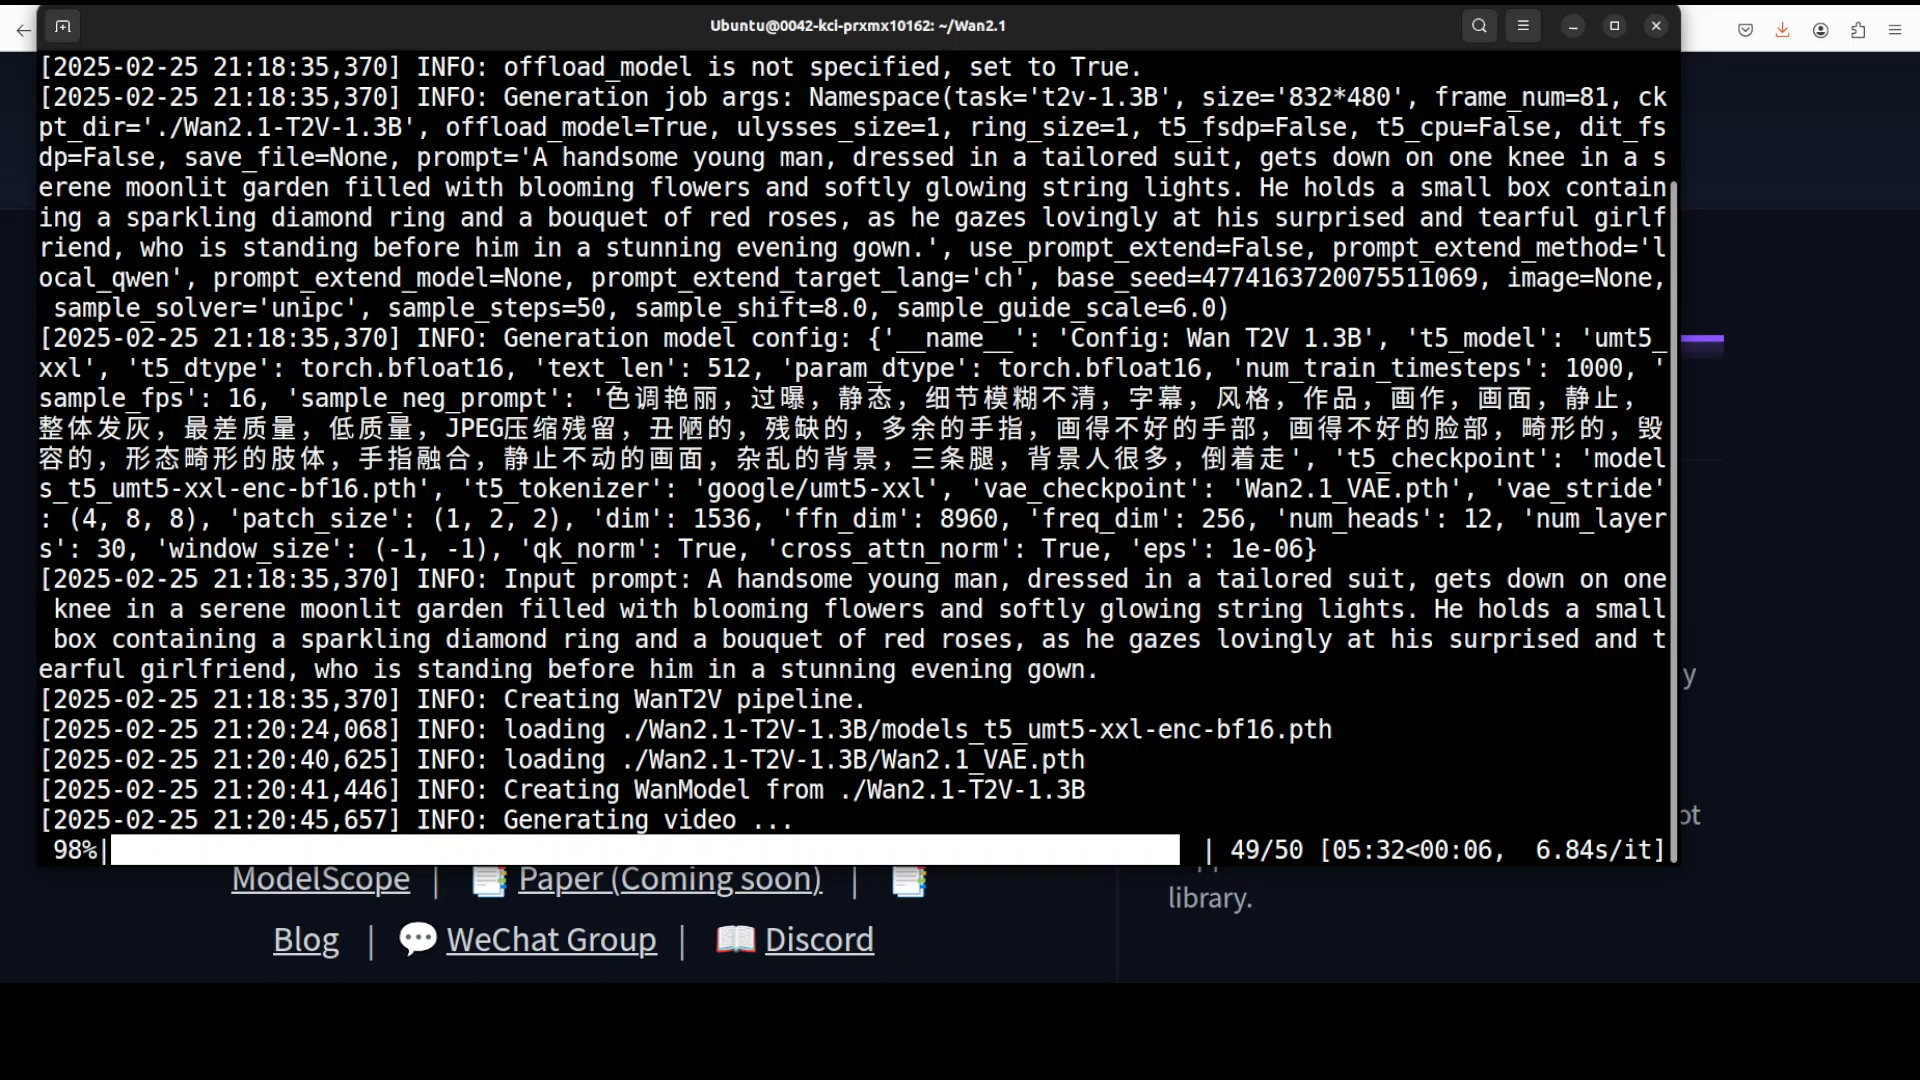 Ubuntu@0042-kci-prxmx10162: ~/Wan2.1
[2025-02-25 21:18:35,370] INFO: offload_model is not specified, set to True.
[2025-02-25 21:18:35,370] INFO: Generation job args: Namespace(task='t2v-1.3B', size='832*480', frame_num=81, ck
pt_dir='./Wan2.1-T2V-1.3B', offload_model=True, ulysses_size=1, ring_size=1, t5_fsdp=False, t5_cpu=False, dit_fs
dp=False, save_file=None, prompt='A handsome young man, dressed in a tailored suit, gets down on one knee in a s
erene moonlit garden filled with blooming flowers and softly glowing string lights. He holds a small box contain
ing a sparkling diamond ring and a bouquet of red roses, as he gazes lovingly at his surprised and tearful girlf
riend, who is standing before him in a stunning evening gown.', use_prompt_extend=False, prompt_extend_method='l
ocal_qwen', prompt_extend_model=None, prompt_extend_target_lang='ch', base_seed=4774163720075511069, image=None,
 sample_solver='unipc', sample_steps=50, sample_shift=8.0, sample_guide_scale=6.0)
[2025-02-25 21:18:35,370] INFO: Generation model config: {'__name__': 'Config: Wan T2V 1.3B', 't5_model': 'umt5_
xxl', 't5_dtype': torch.bfloat16, 'text_len': 512, 'param_dtype': torch.bfloat16, 'num_train_timesteps': 1000, '
sample_fps': 16, 'sample_neg_prompt': '色调艳丽，过曝，静态，细节模糊不清，字幕，风格，作品，画作，画面，静止，
整体发灰，最差质量，低质量，JPEG压缩残留，丑陋的，残缺的，多余的手指，画得不好的手部，画得不好的脸部，畸形的，毁
容的，形态畸形的肢体，手指融合，静止不动的画面，杂乱的背景，三条腿，背景人很多，倒着走', 't5_checkpoint': 'model
s_t5_umt5-xxl-enc-bf16.pth', 't5_tokenizer': 'google/umt5-xxl', 'vae_checkpoint': 'Wan2.1_VAE.pth', 'vae_stride'
: (4, 8, 8), 'patch_size': (1, 2, 2), 'dim': 1536, 'ffn_dim': 8960, 'freq_dim': 256, 'num_heads': 12, 'num_layer
s': 30, 'window_size': (-1, -1), 'qk_norm': True, 'cross_attn_norm': True, 'eps': 1e-06}
[2025-02-25 21:18:35,370] INFO: Input prompt: A handsome young man, dressed in a tailored suit, gets down on one
 knee in a serene moonlit garden filled with blooming flowers and softly glowing string lights. He holds a small
 box containing a sparkling diamond ring and a bouquet of red roses, as he gazes lovingly at his surprised and t
earful girlfriend, who is standing before him in a stunning evening gown.
[2025-02-25 21:18:35,370] INFO: Creating WanT2V pipeline.
[2025-02-25 21:20:24,068] INFO: loading ./Wan2.1-T2V-1.3B/models_t5_umt5-xxl-enc-bf16.pth
[2025-02-25 21:20:40,625] INFO: loading ./Wan2.1-T2V-1.3B/Wan2.1_VAE.pth
[2025-02-25 21:20:41,446] INFO: Creating WanModel from ./Wan2.1-T2V-1.3B
[2025-02-25 21:20:45,657] INFO: Generating video ...
 98%| | 49/50 [05:32<00:06,  6.84s/it]
ModelScope | 📑 Paper (Coming soon) | 📑
Blog | 💬 WeChat Group | 📖 Discord
library.